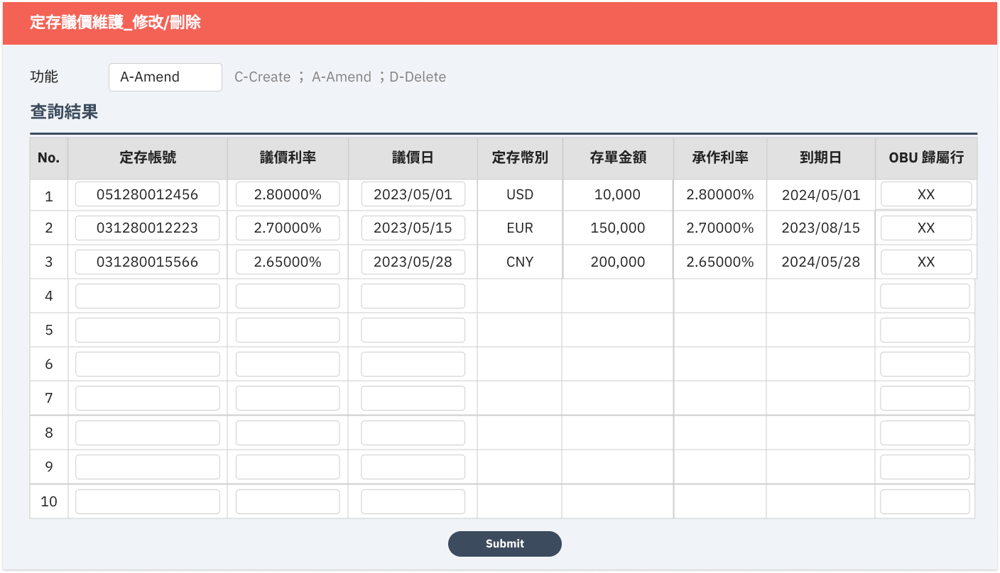 定存議價維護_修改/刪除
功能 A-Amend C-Create ； A-Amend ；D-Delete
查詢結果
No. 定存帳號 議價利率 議價日 定存幣別 存單金額 承作利率 到期日 OBU 歸屬行
1 051280012456 2.80000% 2023/05/01 USD 10,000 2.80000% 2024/05/01 XX
2 031280012223 2.70000% 2023/05/15 EUR 150,000 2.70000% 2023/08/15 XX
3 031280015566 2.65000% 2023/05/28 CNY 200,000 2.65000% 2024/05/28 XX
4
5
6
7
8
9
10
Submit